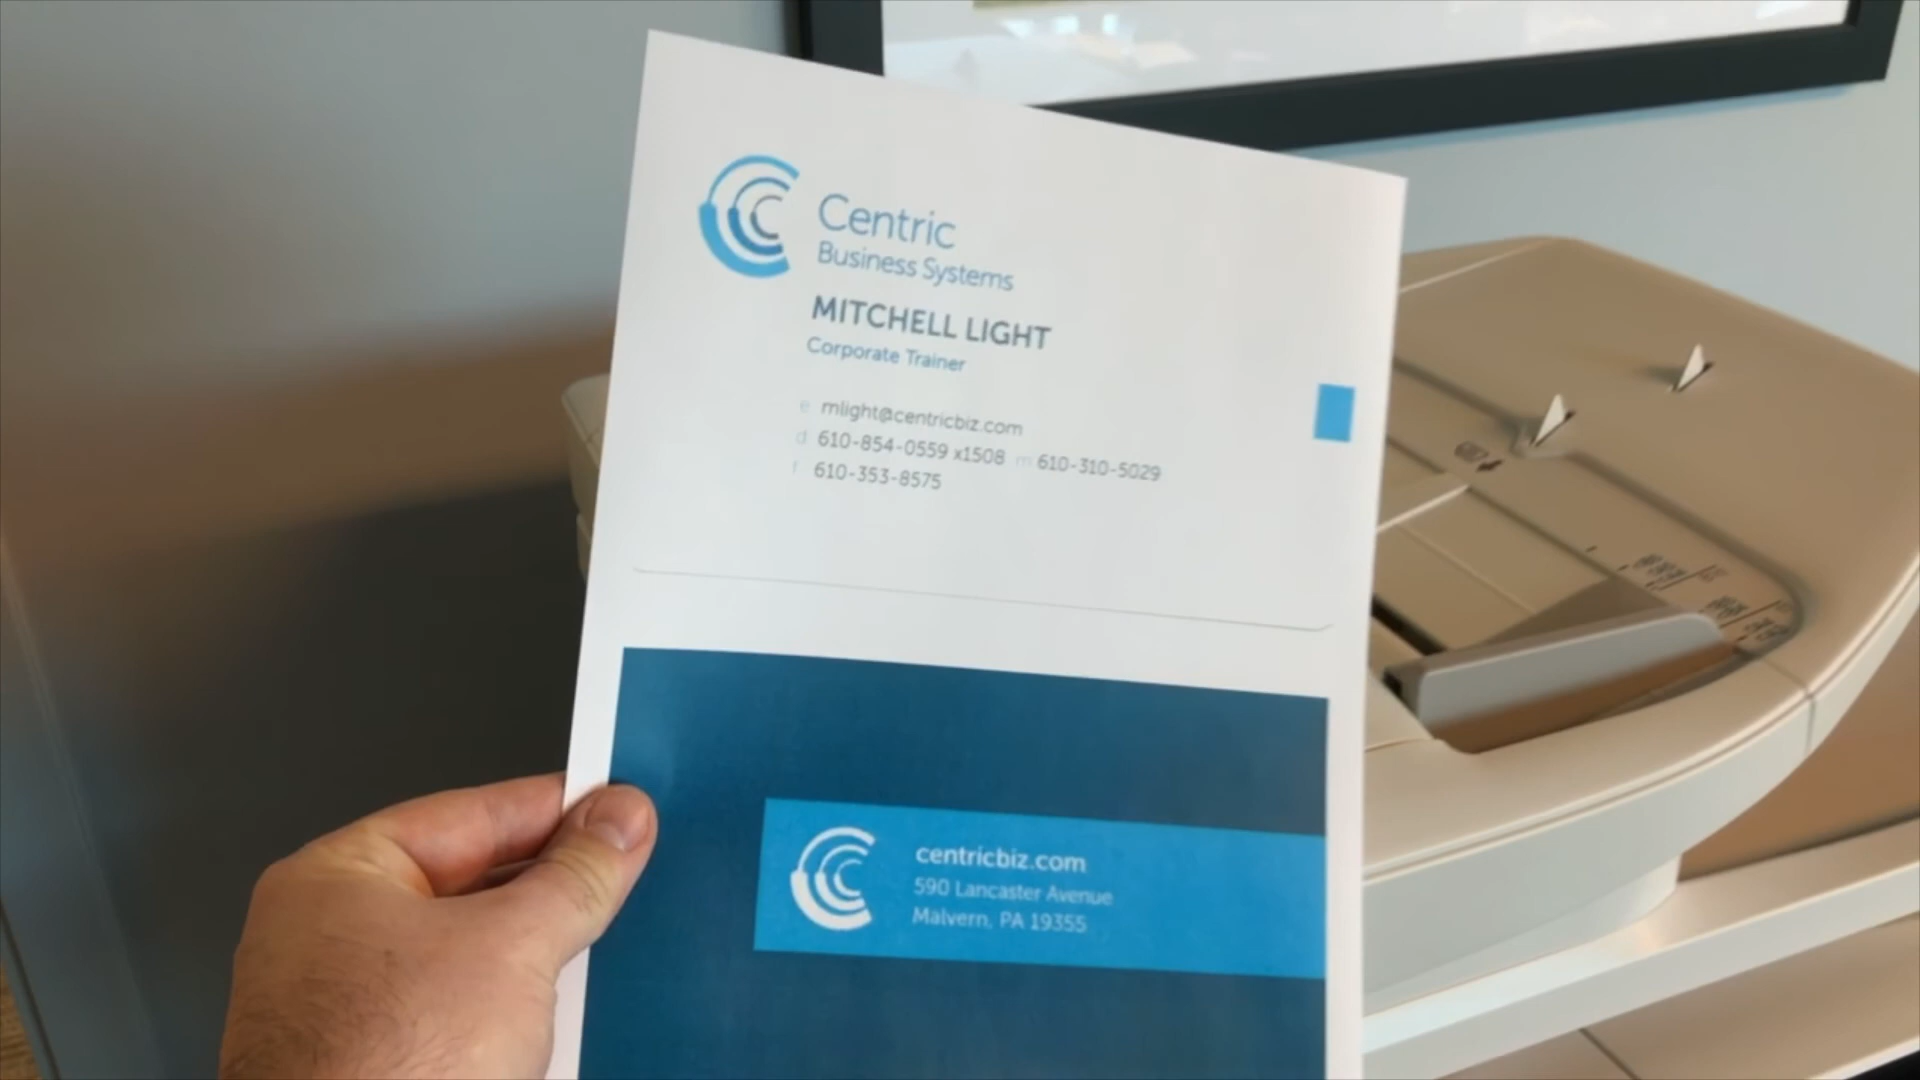 Centric
Business Systems
MITCHELL LIGHT
Corporate Trainer
e mlight@centricbiz.com
d 610-854-0559 x1508 m 610-310-5029
f 610-353-8575
centricbiz.com
590 Lancaster Avenue
Malvern, PA 19355